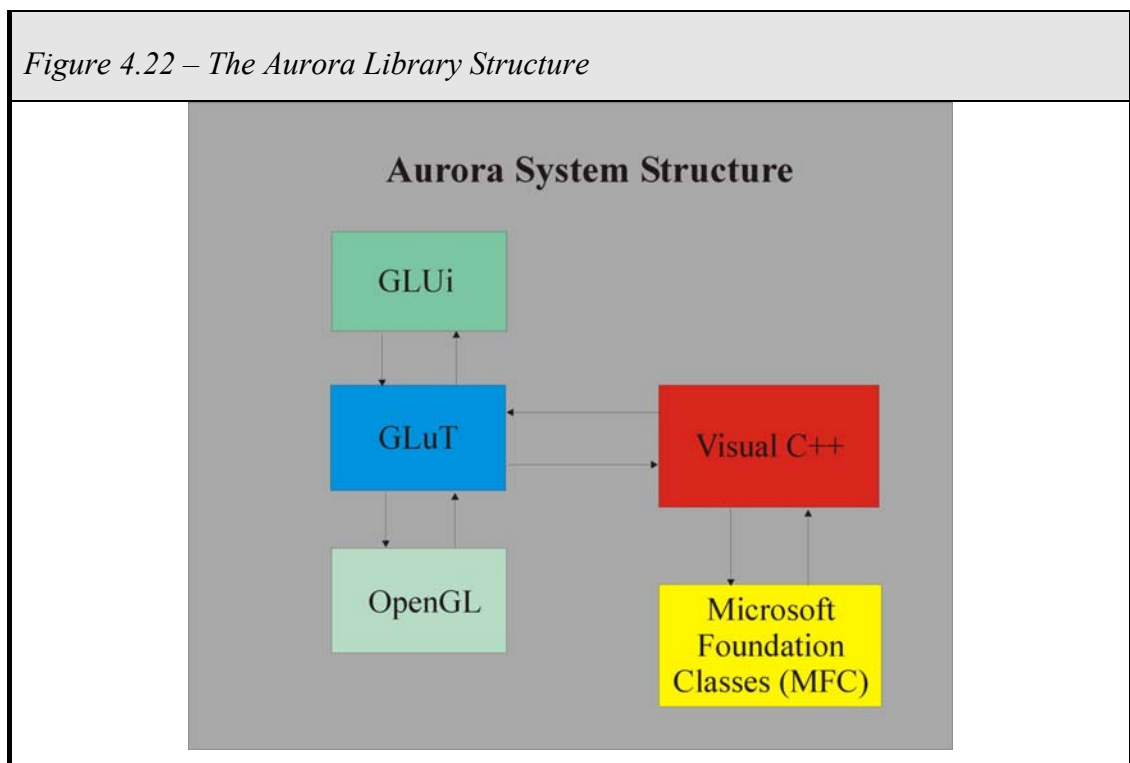 Figure 4.22 – The Aurora Library Structure
Aurora System Structure
GLUi
GLuT
Visual C++
OpenGL
Microsoft
Foundation
Classes (MFC)